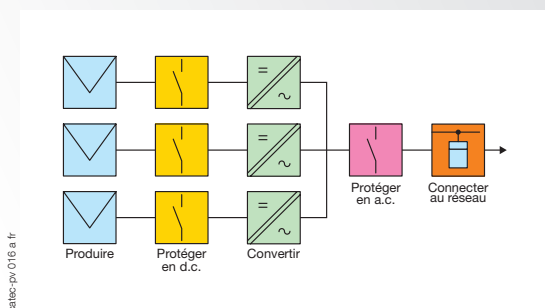 Protéger
en a.c.
Connecter
au réseau
Produire
Protéger
en d.c.
Convertir
atec-pv 016 a fr